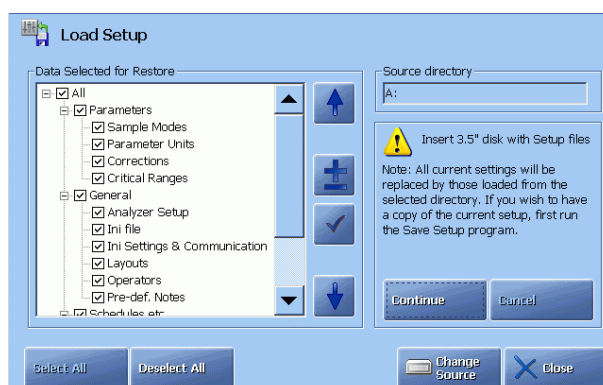 Load Setup
Data Selected for Restore
All
Parameters
Sample Modes
Parameter Units
Corrections
Critical Ranges
General
Analyzer Setup
Ini file
Ini Settings & Communication
Layouts
Operators
Pre-def. Notes
Schedules etc
Source directory
A:
Insert 3.5" disk with Setup files
Note: All current settings will be
replaced by those loaded from the
selected directory. If you wish to have
a copy of the current setup, first run
the Save Setup program.
Continue
Cancel
Select All
Deselect All
Change
Source
Close